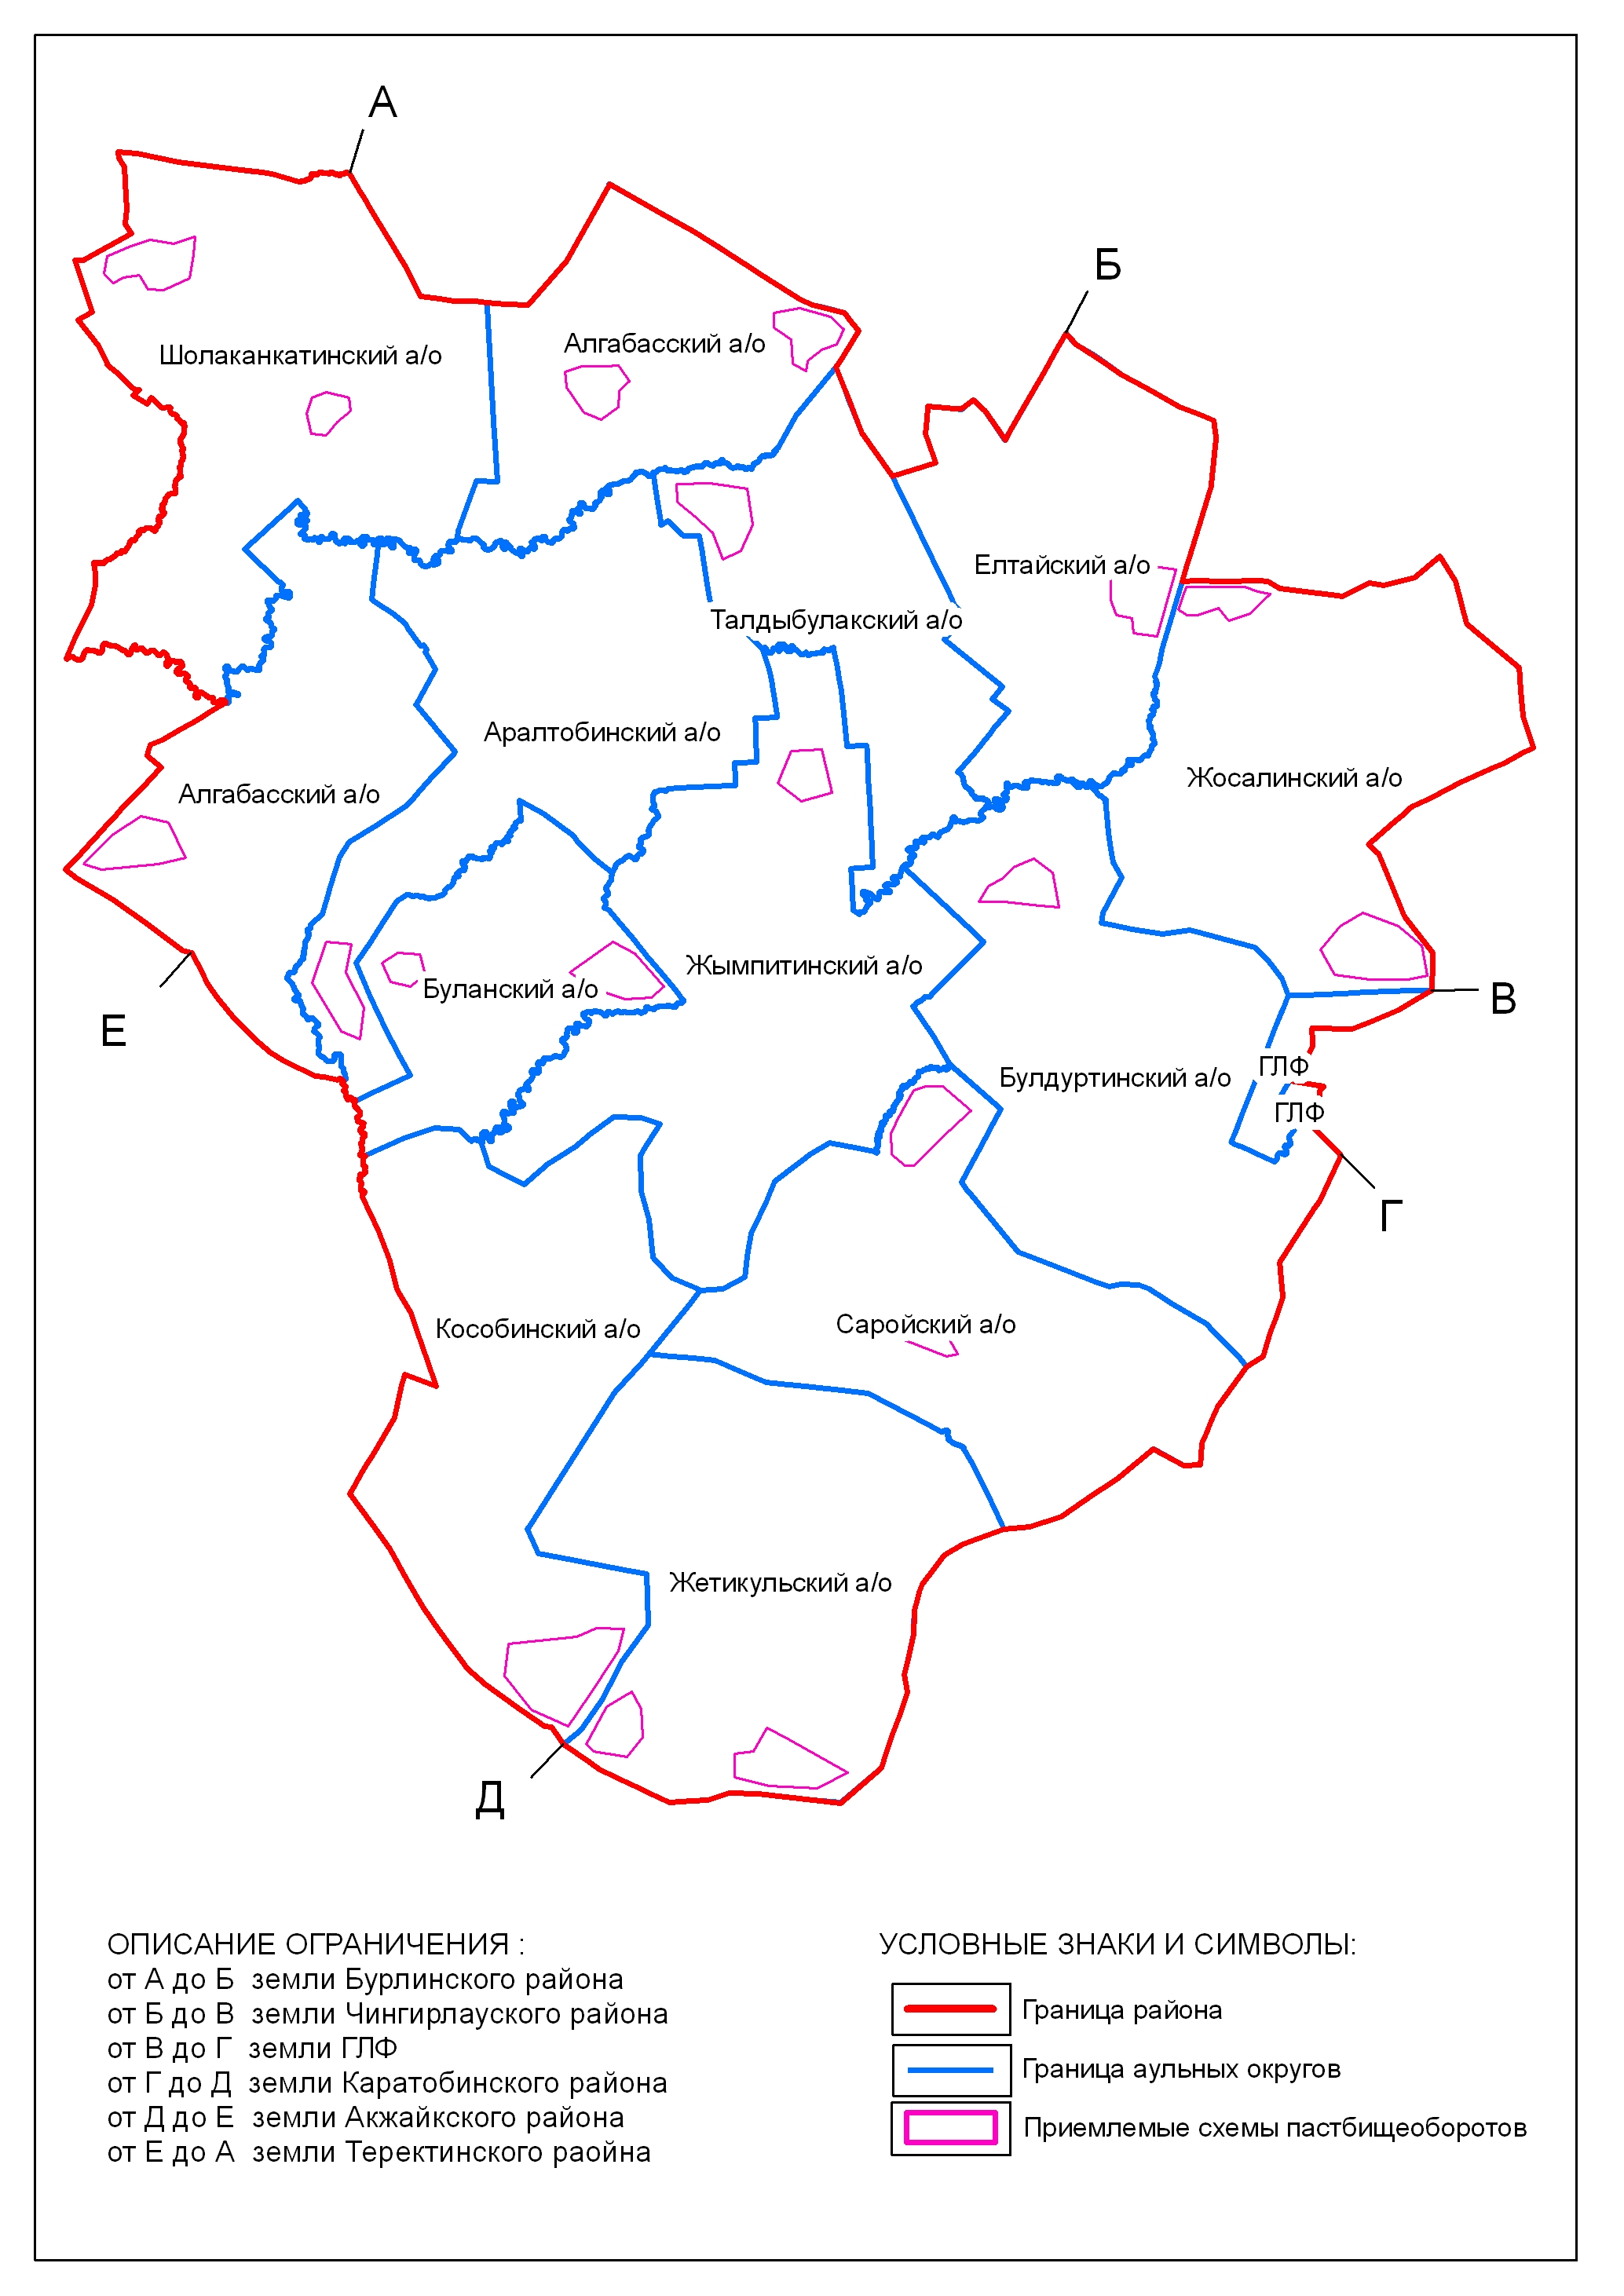 А
Б
Алгабасский а/о
Шолаканкатинский а/о
Елтайский а/о
Талдыбулакский а/о
Аралтобинский а/о
Жосалинский а/о
Алгабасский а/о
Жымпитинский а/о
Буланский а/о
В
Е
ГЛФ
Булдуртинский а/о
ГЛФ
Г
Саройский а/о
Кособинский а/о
Жетикульский а/о
Д
ОПИСАНИЕ ОГРАНИЧЕНИЯ :
от А до Б земли Бурлинского района
от Б до В земли Чингирлауского района
от В до Г земли ГЛФ
от Г до Д земли Каратобинского района
от Д до Е земли Акжайкского района
от Е до А земли Теректинского раойна
УСЛОВНЫЕ ЗНАКИ И СИМВОЛЫ:
Граница района
Граница аульных округов
Приемлемые схемы пастбищеоборотов